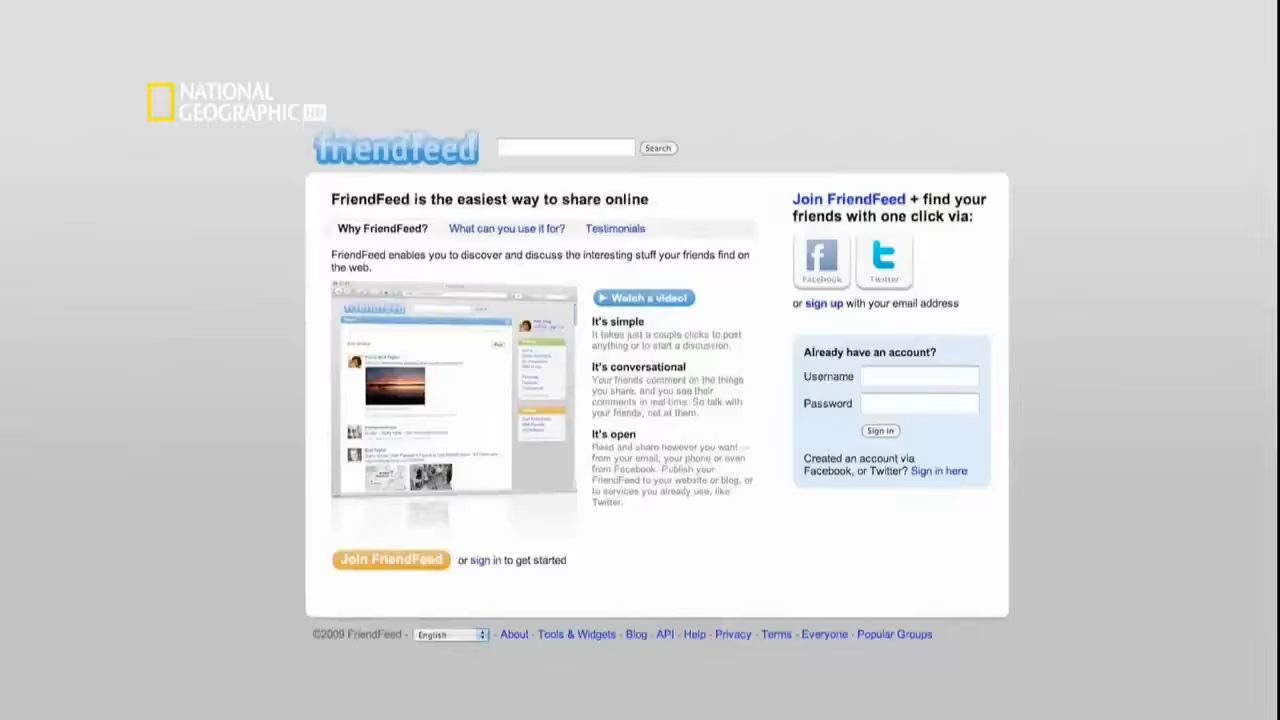 NATIONAL
GEOGRAPHIC HD
friendfeed
Search
FriendFeed is the easiest way to share online
Why FriendFeed? What can you use it for? Testimonials
FriendFeed enables you to discover and discuss the interesting stuff your friends find on
the web.
friendfeed
Watch a video!
It's simple
It takes just a couple clicks to post
anything or to start a discussion.
It's conversational
Your friends comment on the things
you share, and you see their
comments in real-time. So talk with
your friends, not at them.
It's open
Read and share however you want —
from your email, your phone or even
from Facebook. Publish your
FriendFeed to your website or blog, or
to services you already use, like
Twitter.
Join FriendFeed or sign in to get started
Join FriendFeed + find your
friends with one click via:
Facebook Twitter
or sign up with your email address
Already have an account?
Username
Password
Sign in
Created an account via
Facebook, or Twitter? Sign in here
©2009 FriendFeed - English - About - Tools & Widgets - Blog - API - Help - Privacy - Terms - Everyone - Popular Groups